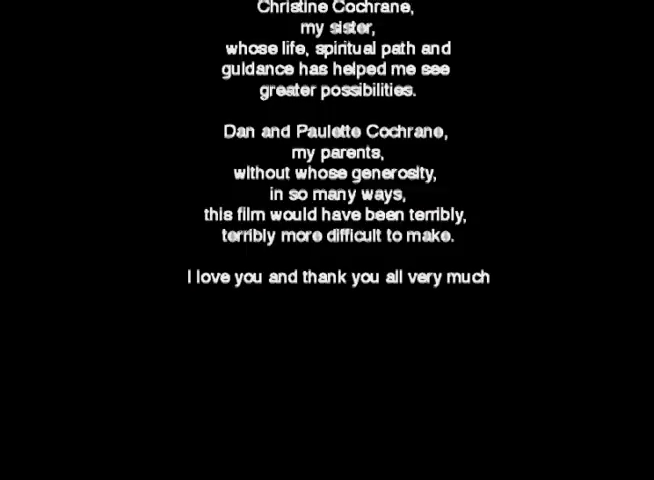 Christine Cochrane,
my sister,
whose life, spiritual path and
guidance has helped me see
greater possibilities.
Dan and Paulette Cochrane,
my parents,
without whose generosity,
in so many ways,
this film would have been terribly,
terribly more difficult to make.
I love you and thank you all very much